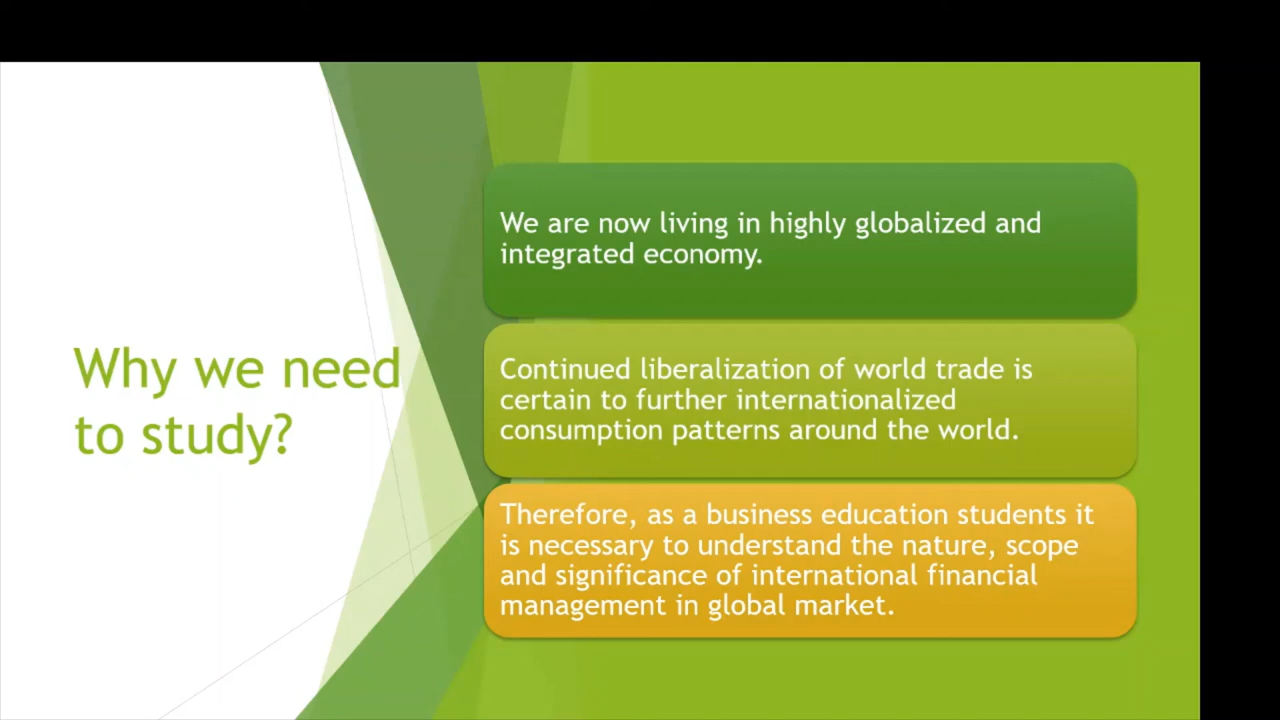 Why we need
to study?
We are now living in highly globalized and
integrated economy.
Continued liberalization of world trade is
certain to further internationalized
consumption patterns around the world.
Therefore, as a business education students it
is necessary to understand the nature, scope
and significance of international financial
management in global market.